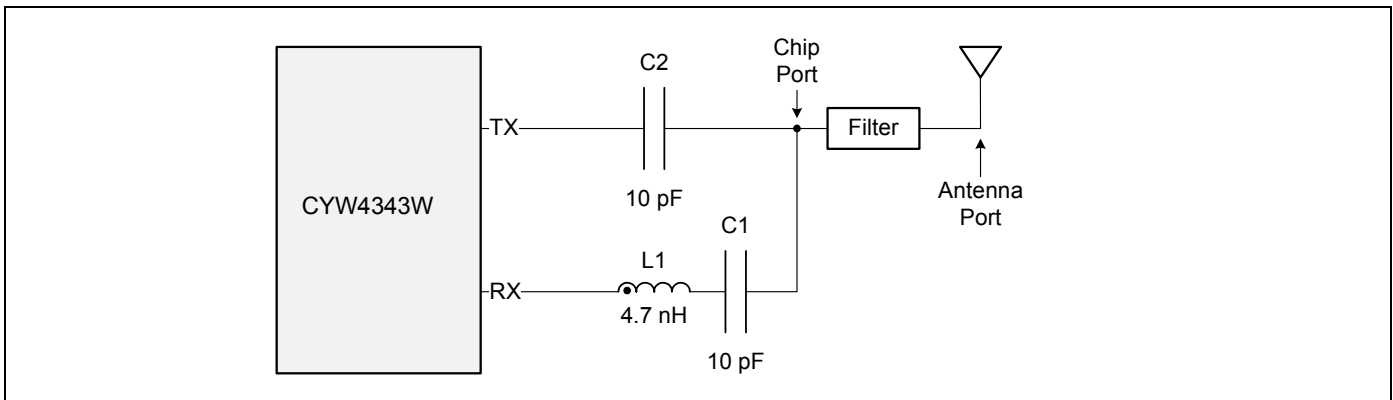 Chip
Port
C2
TX
Filter
10 pF
Antenna
Port
CYW4343W
C1
L1
RX
4.7 nH
10 pF